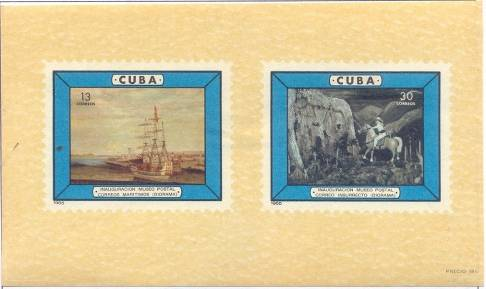 CUBA
13
CORREOS
INAUGURACION MUSEO POSTAL
CORREOS MARITIMOS (DIORAMA)
1965
CUBA
30
CORREOS
INAUGURACION MUSEO POSTAL
CORREO INSURRECTO (DIORAMA)
1965
PRECIO